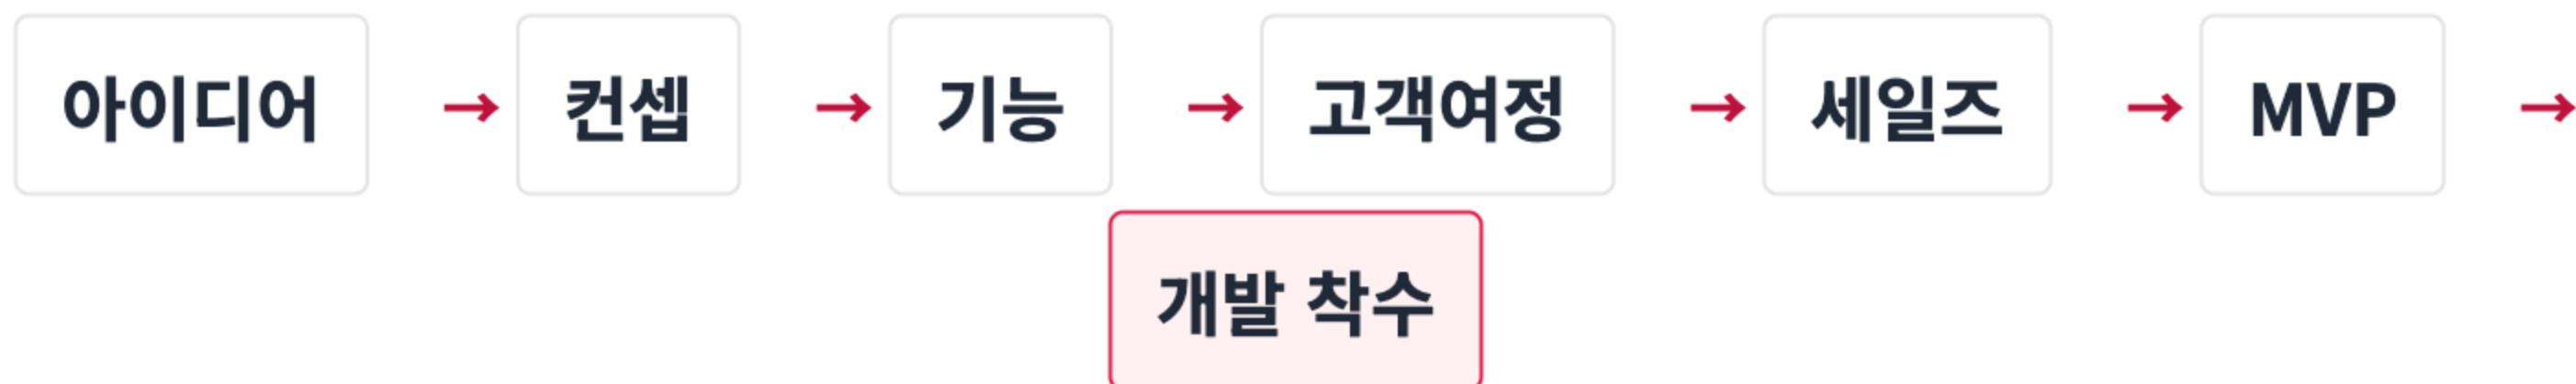 아이디어 → 컨셉 → 기능 → 고객여정 → 세일즈 → MVP →
개발 착수